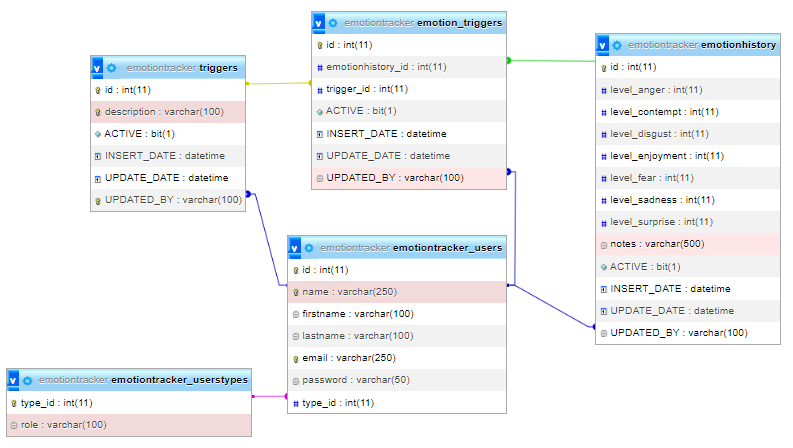 emotiontracker triggers
id : int(11)
description : varchar(100)
ACTIVE : bit(1)
INSERT_DATE : datetime
UPDATE_DATE : datetime
UPDATED_BY : varchar(100)
emotiontracker emotion_triggers
id : int(11)
emotionhistory_id : int(11)
trigger_id : int(11)
ACTIVE : bit(1)
INSERT_DATE : datetime
UPDATE_DATE : datetime
UPDATED_BY : varchar(100)
emotiontracker emotionhistory
id : int(11)
level_anger : int(11)
level_contempt : int(11)
level_disgust : int(11)
level_enjoyment : int(11)
level_fear : int(11)
level_sadness : int(11)
level_surprise : int(11)
notes : varchar(500)
ACTIVE : bit(1)
INSERT_DATE : datetime
UPDATE_DATE : datetime
UPDATED_BY : varchar(100)
emotiontracker emotiontracker_users
id : int(11)
name : varchar(250)
firstname : varchar(100)
lastname : varchar(100)
email : varchar(250)
password : varchar(50)
type_id : int(11)
emotiontracker emotiontracker_userstypes
type_id : int(11)
role : varchar(100)